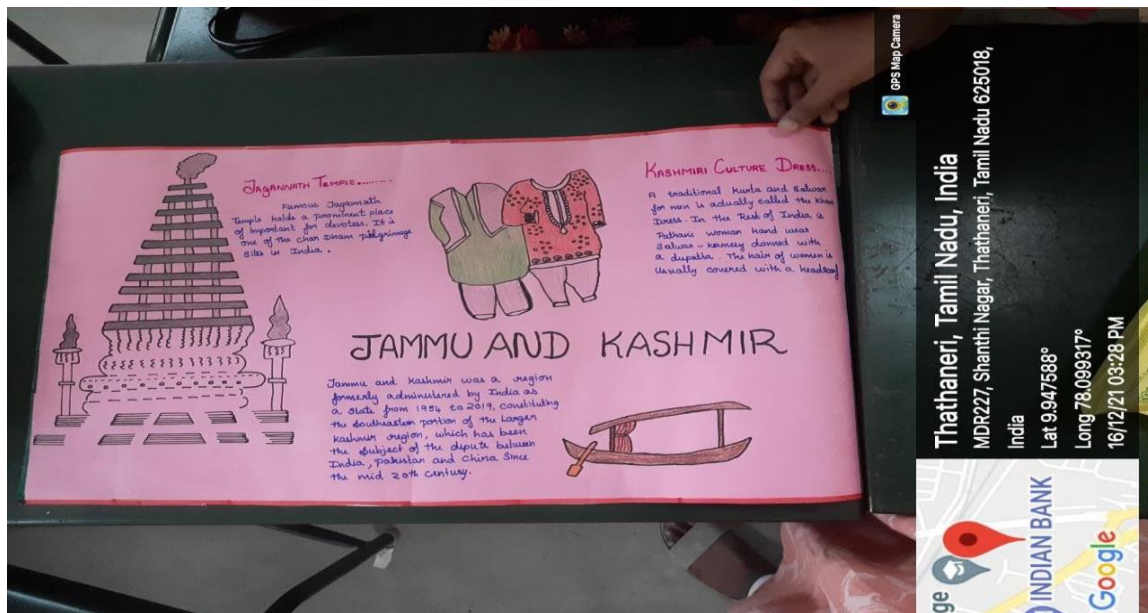 JAGANNATH TEMPLE.........
Famous Jagannath
Temple holds a prominent place
of important for devotees. It is
one of the char Dham pilgrimage
sites in India.
KASHMIRI CULTURE DRESS....
A traditional Kurta and Salwar
for men is actually called the Khan
Dress. In the Rest of India is
Pathani woman hand wear
Salwar - kameez donned with
a dupatta. The hair of women is
usually covered with a headscarf
JAMMU AND KASHMIR
Jammu and Kashmir was a region
formerly administered by India as
a State from 1954 to 2019, constituting
the Southeastern portion of the Larger
Kashmir region, which has been
the subject of the dispute between
India, Pakistan and China Since
the mid 20th century.
GPS Map Camera
Thathaneri, Tamil Nadu, India
MDR227, Shanthi Nagar, Thathaneri, Tamil Nadu 625018,
India
Lat 9.947588°
Long 78.099317°
16/12/21 03:28 PM
ge
INDIAN BANK
Google